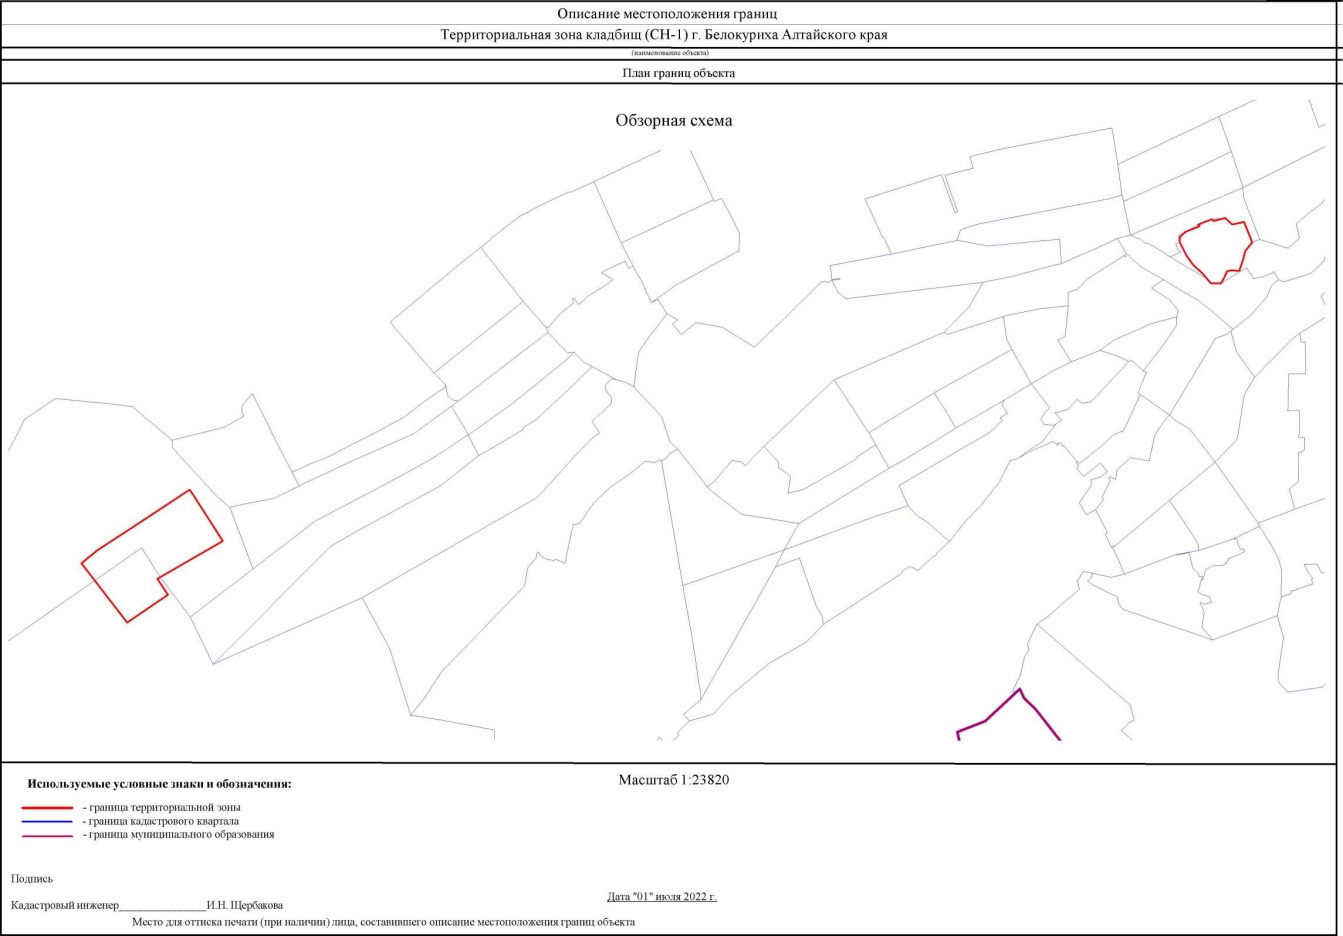 Описание местоположения границ
Территориальная зона кладбищ (СН-1) г. Белокуриха Алтайского края
(наименование объекта)
План границ объекта
Обзорная схема
Масштаб 1:23820
Используемые условные знаки и обозначения:
- граница территориальной зоны
- граница кадастрового квартала
- граница муниципального образования
Подпись
Кадастровый инженер________________И.Н. Щербакова
Дата "01" июля 2022 г.
Место для оттиска печати (при наличии) лица, составившего описание местоположения границ объекта